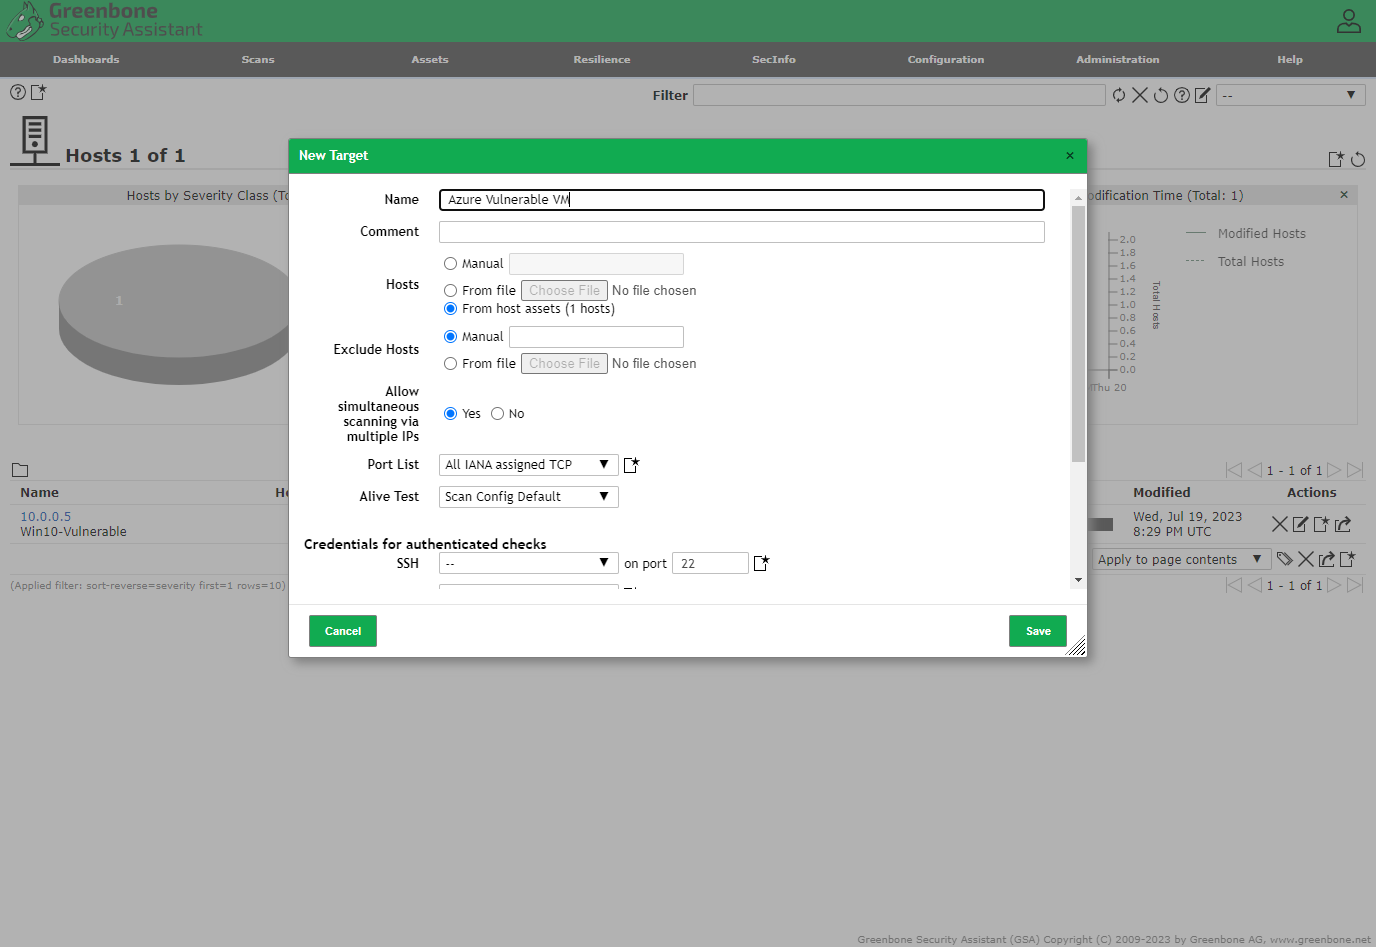 Greenbone
Security Assistant
Dashboards Scans Assets Resilience SecInfo Configuration Administration Help
Filter --
Hosts 1 of 1
Hosts by Severity Class (To
odification Time (Total: 1)
1
Modified Hosts
Total Hosts
2.0
1.8
1.6
1.4
1.2
1.0
0.8
0.6
0.4
0.2
0.0
Total Hosts
Thu 20
New Target
Name Azure Vulnerable VM
Comment
Hosts
Manual
From file Choose File No file chosen
From host assets (1 hosts)
Exclude Hosts
Manual
From file Choose File No file chosen
Allow
simultaneous
scanning via
multiple IPs
Yes No
Port List All IANA assigned TCP
Alive Test Scan Config Default
Credentials for authenticated checks
SSH -- on port 22
Cancel Save
1 - 1 of 1
Name Ho Modified Actions
10.0.0.5
Win10-Vulnerable
Wed, Jul 19, 2023
8:29 PM UTC
Apply to page contents
(Applied filter: sort-reverse=severity first=1 rows=10)
1 - 1 of 1
Greenbone Security Assistant (GSA) Copyright (C) 2009-2023 by Greenbone AG, www.greenbone.net